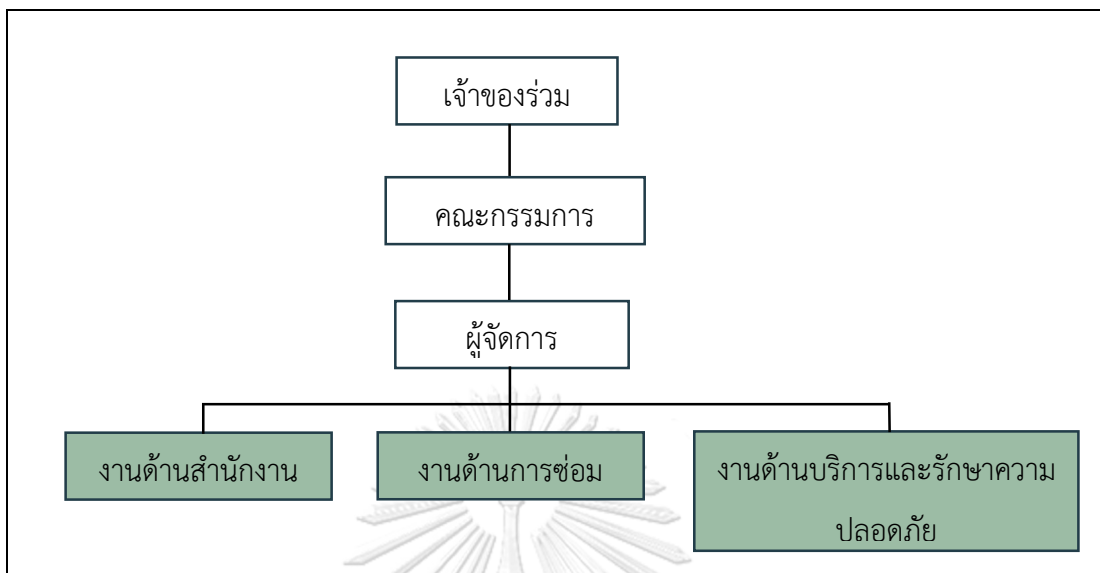 เจ้าของร่วม
คณะกรรมการ
ผู้จัดการ
งานด้านสำนักงาน
งานด้านการซ่อม
งานด้านบริการและรักษาความ
ปลอดภัย